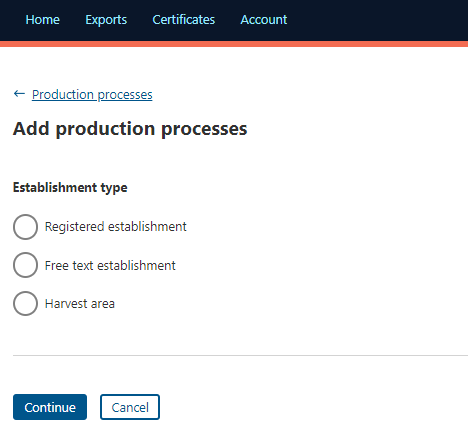 Home Exports Certificates Account
← Production processes
Add production processes
Establishment type
Registered establishment
Free text establishment
Harvest area
Continue Cancel